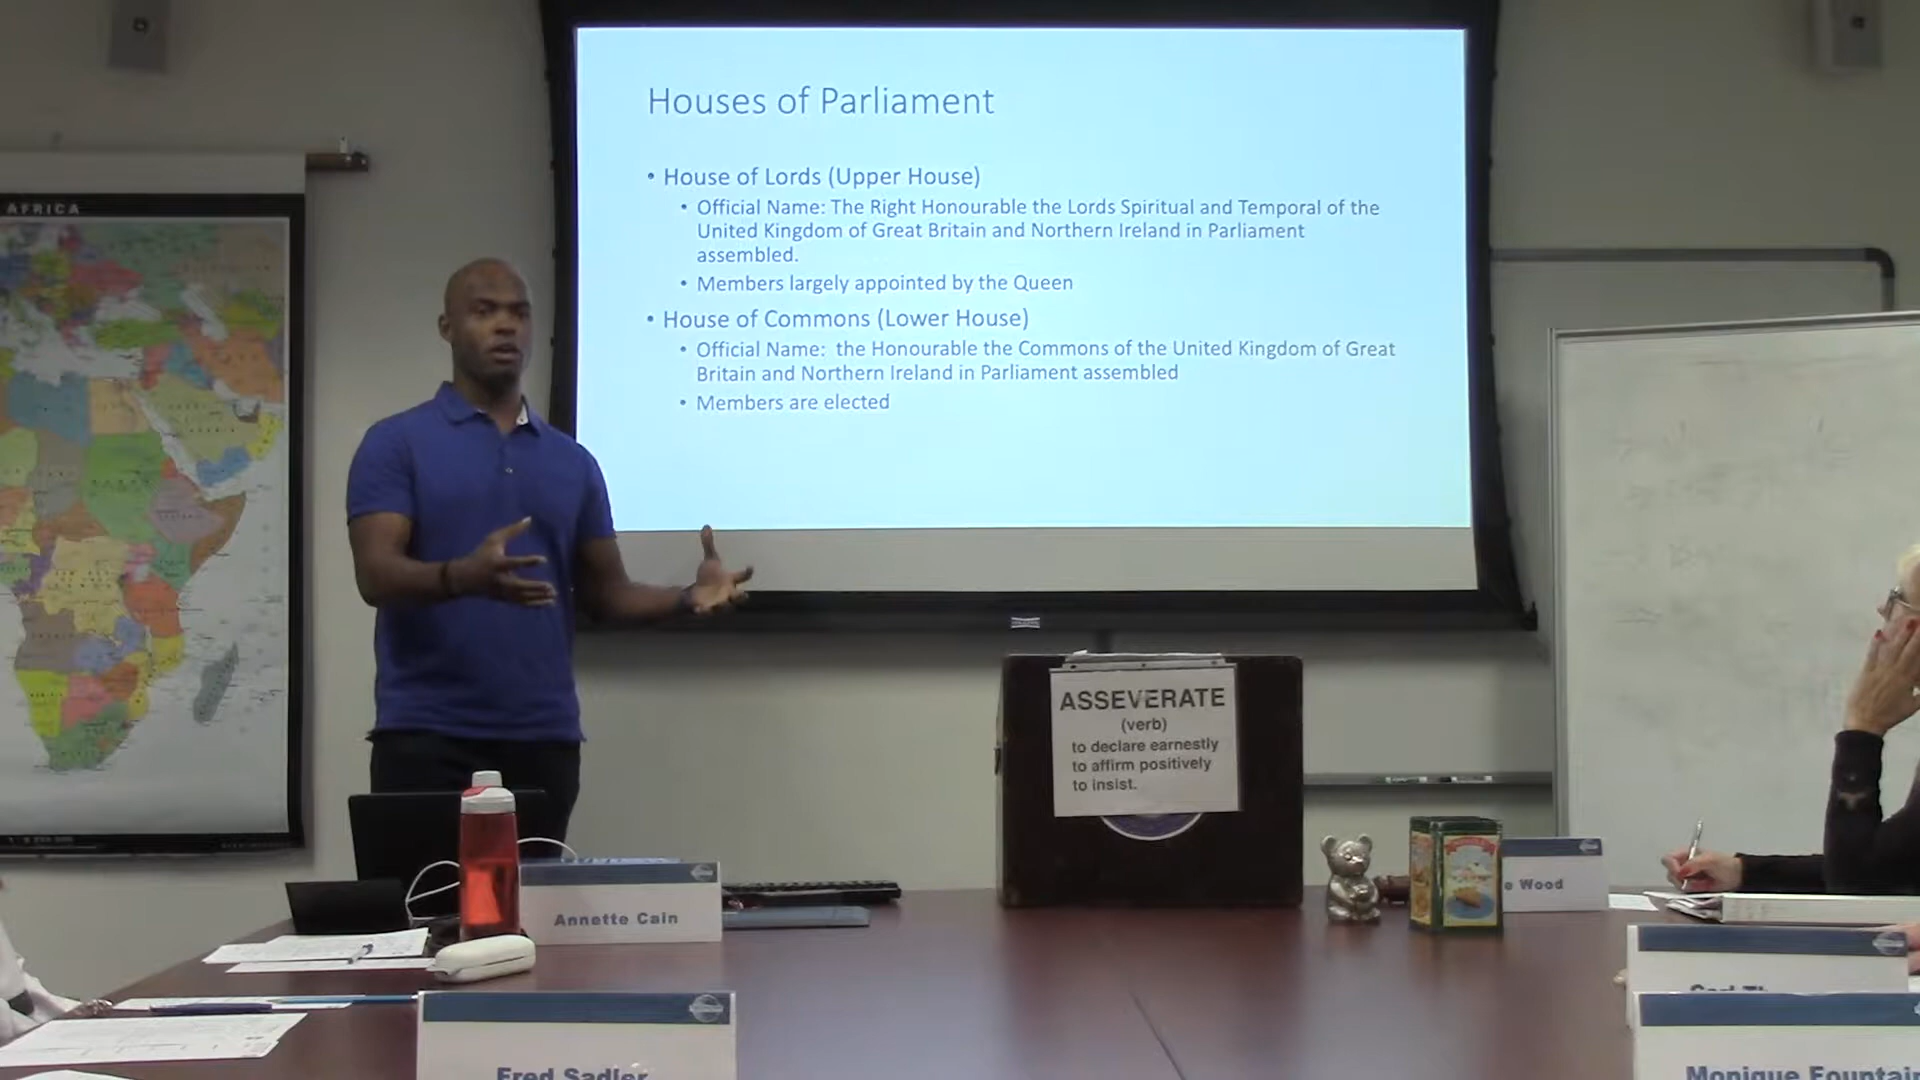 AFRICA
Houses of Parliament
• House of Lords (Upper House)
• Official Name: The Right Honourable the Lords Spiritual and Temporal of the
United Kingdom of Great Britain and Northern Ireland in Parliament
assembled.
• Members largely appointed by the Queen
• House of Commons (Lower House)
• Official Name: the Honourable the Commons of the United Kingdom of Great
Britain and Northern Ireland in Parliament assembled
• Members are elected
ASSEVERATE
(verb)
to declare earnestly
to affirm positively
to insist.
e Wood
Annette Cain
Fred Sadler
Monique Fountain